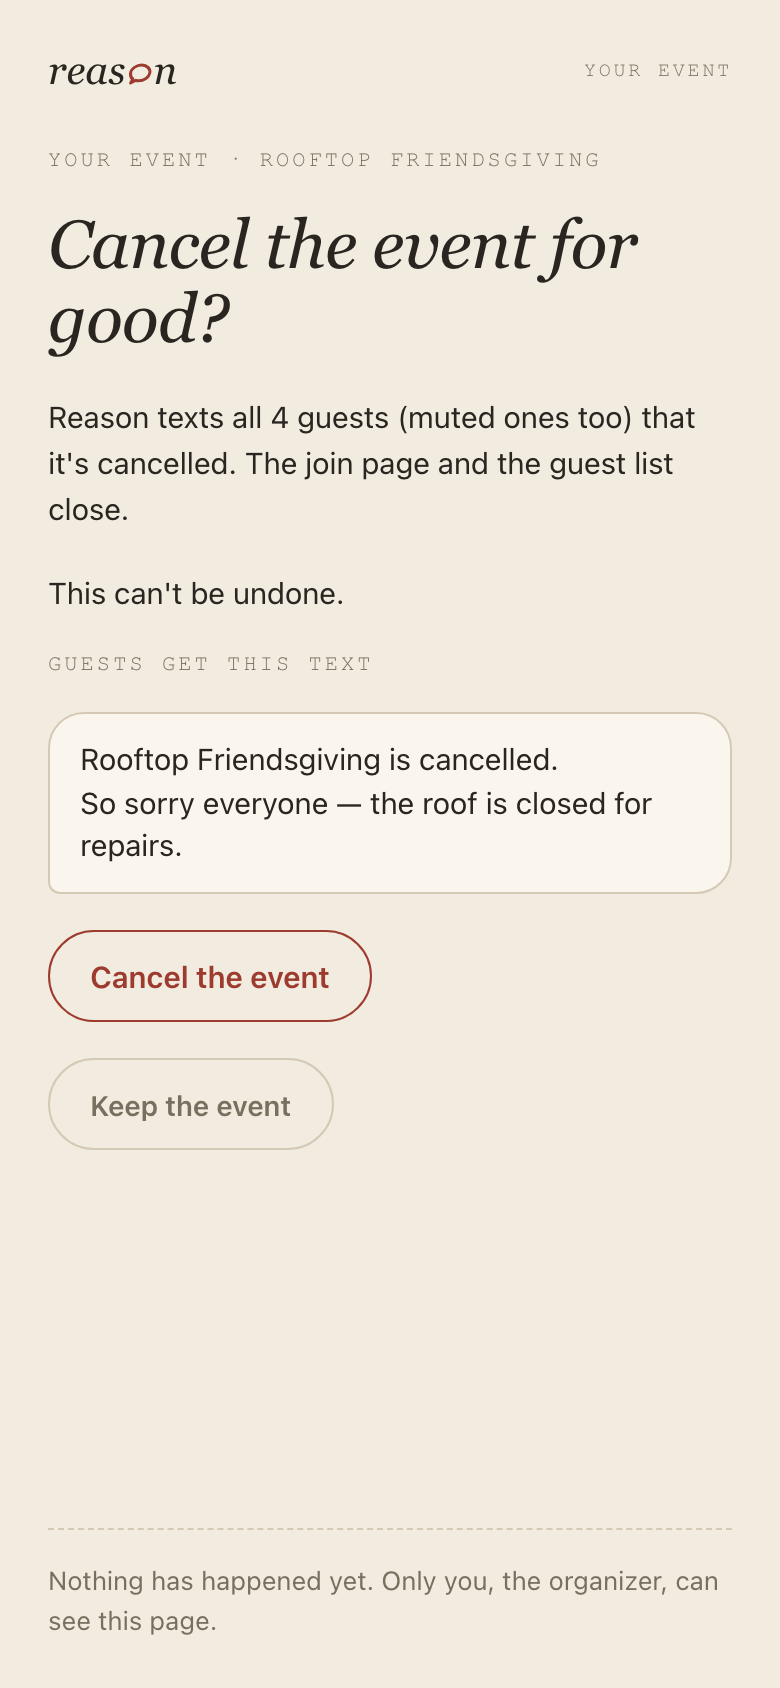 reason
YOUR EVENT
YOUR EVENT · ROOFTOP FRIENDSGIVING
Cancel the event for
good?
Reason texts all 4 guests (muted ones too) that
it's cancelled. The join page and the guest list
close.
This can't be undone.
GUESTS GET THIS TEXT
Rooftop Friendsgiving is cancelled.
So sorry everyone — the roof is closed for
repairs.
Cancel the event
Keep the event
Nothing has happened yet. Only you, the organizer, can
see this page.